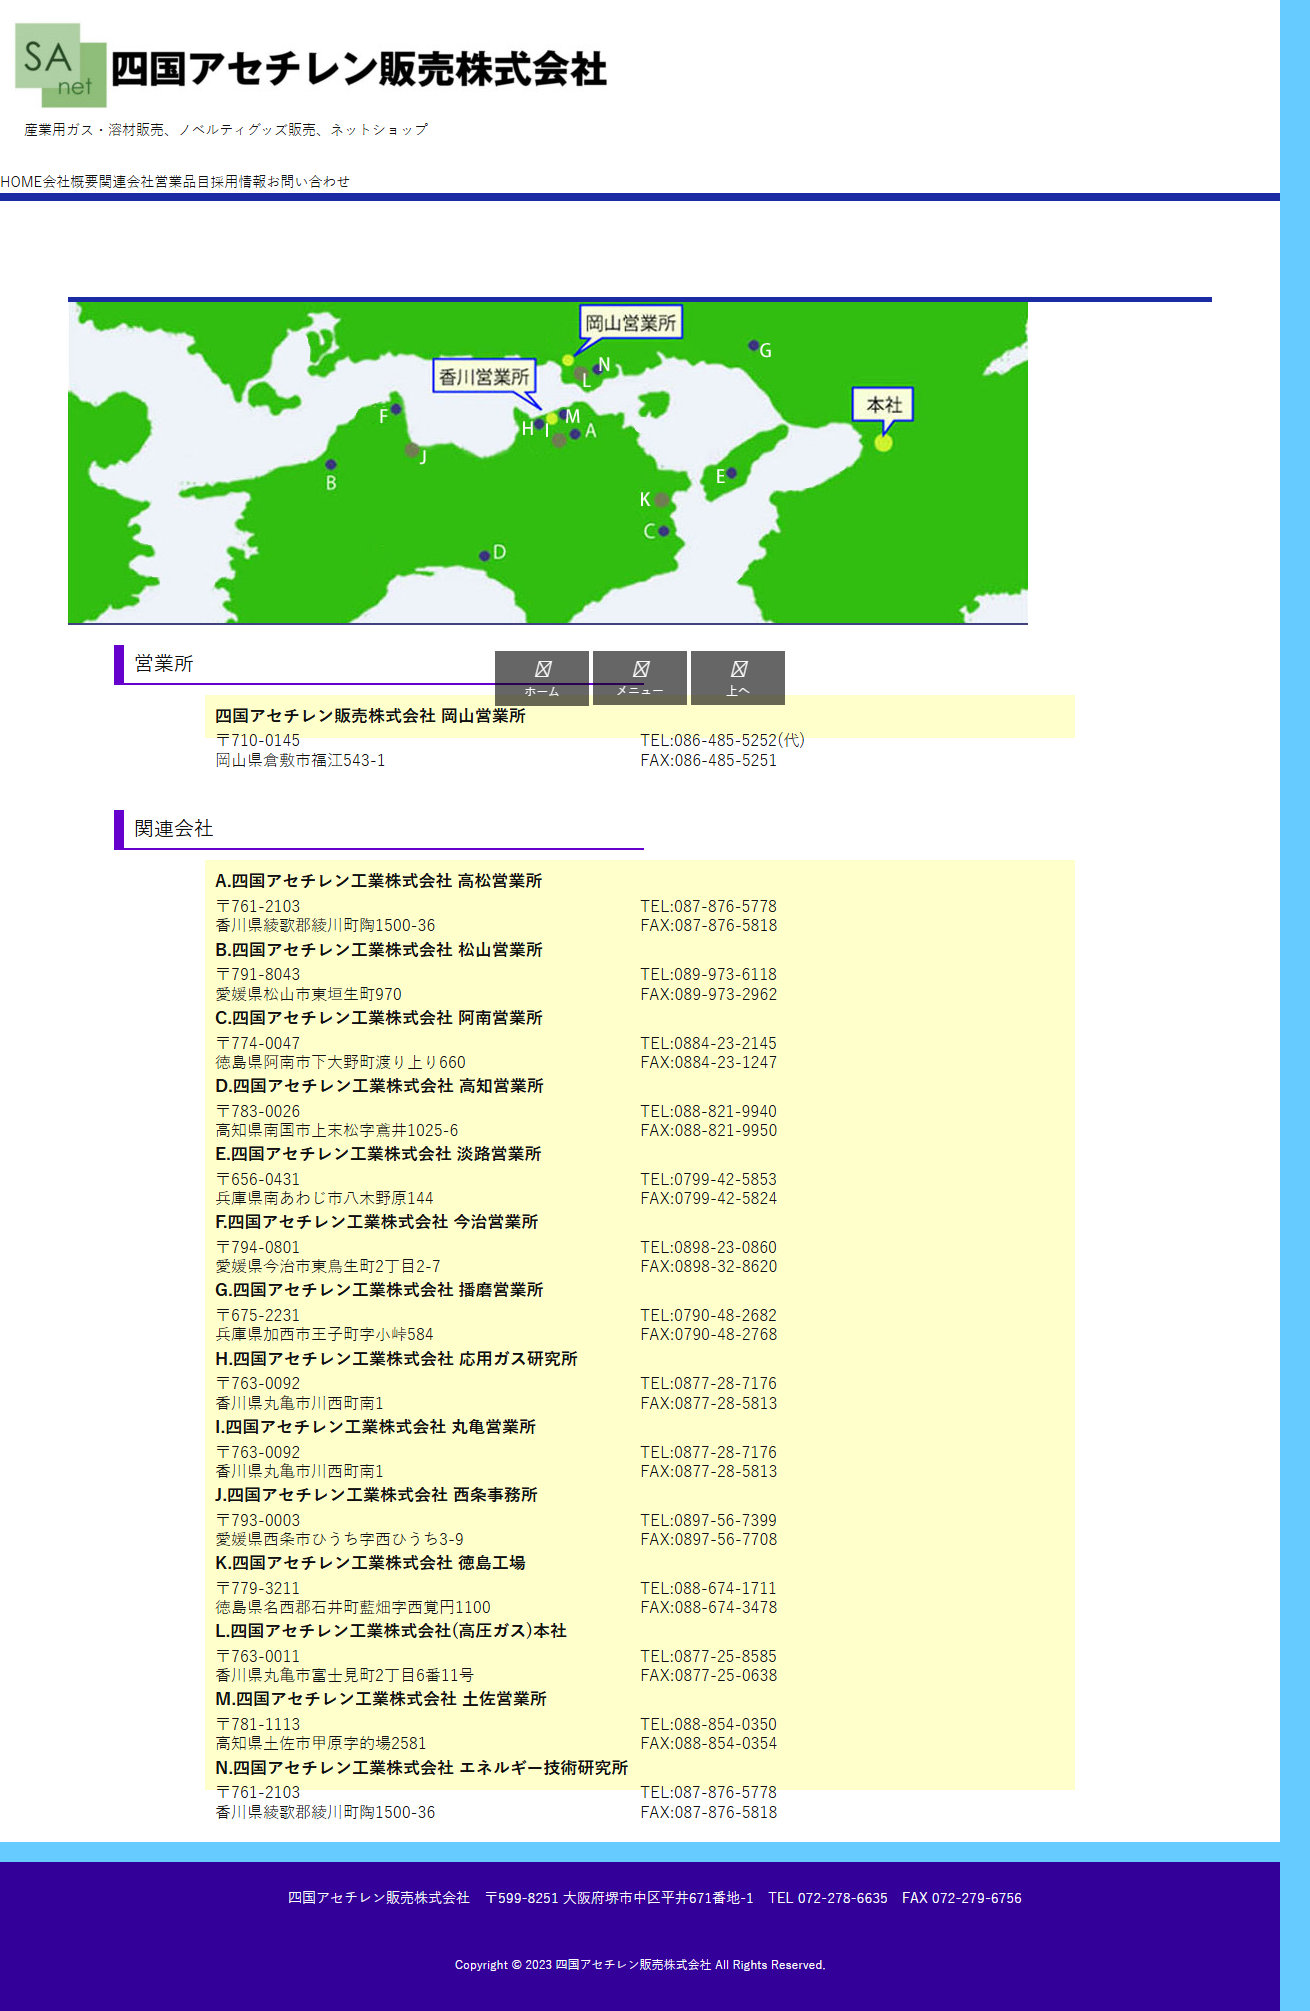 SA
net
四国アセチレン販売株式会社
産業用ガス・溶材販売、ノベルティグッズ販売、ネットショップ
HOME会社概要関連会社営業品目採用情報お問い合わせ
岡山営業所
香川営業所
本社
G
N
L
F
M
H
I
A
J
B
E
K
C
D
営業所
ホーム
メニュー
上へ
四国アセチレン販売株式会社 岡山営業所
〒710-0145
TEL:086-485-5252(代)
岡山県倉敷市福江543-1
FAX:086-485-5251
関連会社
A.四国アセチレン工業株式会社 高松営業所
〒761-2103
TEL:087-876-5778
香川県綾歌郡綾川町陶1500-36
FAX:087-876-5818
B.四国アセチレン工業株式会社 松山営業所
〒791-8043
TEL:089-973-6118
愛媛県松山市東垣生町970
FAX:089-973-2962
C.四国アセチレン工業株式会社 阿南営業所
〒774-0047
TEL:0884-23-2145
徳島県阿南市下大野町渡り上り660
FAX:0884-23-1247
D.四国アセチレン工業株式会社 高知営業所
〒783-0026
TEL:088-821-9940
高知県南国市上末松字鳶井1025-6
FAX:088-821-9950
E.四国アセチレン工業株式会社 淡路営業所
〒656-0431
TEL:0799-42-5853
兵庫県南あわじ市八木野原144
FAX:0799-42-5824
F.四国アセチレン工業株式会社 今治営業所
〒794-0801
TEL:0898-23-0860
愛媛県今治市東鳥生町2丁目2-7
FAX:0898-32-8620
G.四国アセチレン工業株式会社 播磨営業所
〒675-2231
TEL:0790-48-2682
兵庫県加西市王子町字小峠584
FAX:0790-48-2768
H.四国アセチレン工業株式会社 応用ガス研究所
〒763-0092
TEL:0877-28-7176
香川県丸亀市川西町南1
FAX:0877-28-5813
I.四国アセチレン工業株式会社 丸亀営業所
〒763-0092
TEL:0877-28-7176
香川県丸亀市川西町南1
FAX:0877-28-5813
J.四国アセチレン工業株式会社 西条事務所
〒793-0003
TEL:0897-56-7399
愛媛県西条市ひうち字西ひうち3-9
FAX:0897-56-7708
K.四国アセチレン工業株式会社 徳島工場
〒779-3211
TEL:088-674-1711
徳島県名西郡石井町藍畑字西覚円1100
FAX:088-674-3478
L.四国アセチレン工業株式会社(高圧ガス)本社
〒763-0011
TEL:0877-25-8585
香川県丸亀市富士見町2丁目6番11号
FAX:0877-25-0638
M.四国アセチレン工業株式会社 土佐営業所
〒781-1113
TEL:088-854-0350
高知県土佐市甲原字的場2581
FAX:088-854-0354
N.四国アセチレン工業株式会社 エネルギー技術研究所
〒761-2103
TEL:087-876-5778
香川県綾歌郡綾川町陶1500-36
FAX:087-876-5818
四国アセチレン販売株式会社　〒599-8251 大阪府堺市中区平井671番地-1　TEL 072-278-6635　FAX 072-279-6756
Copyright © 2023 四国アセチレン販売株式会社 All Rights Reserved.